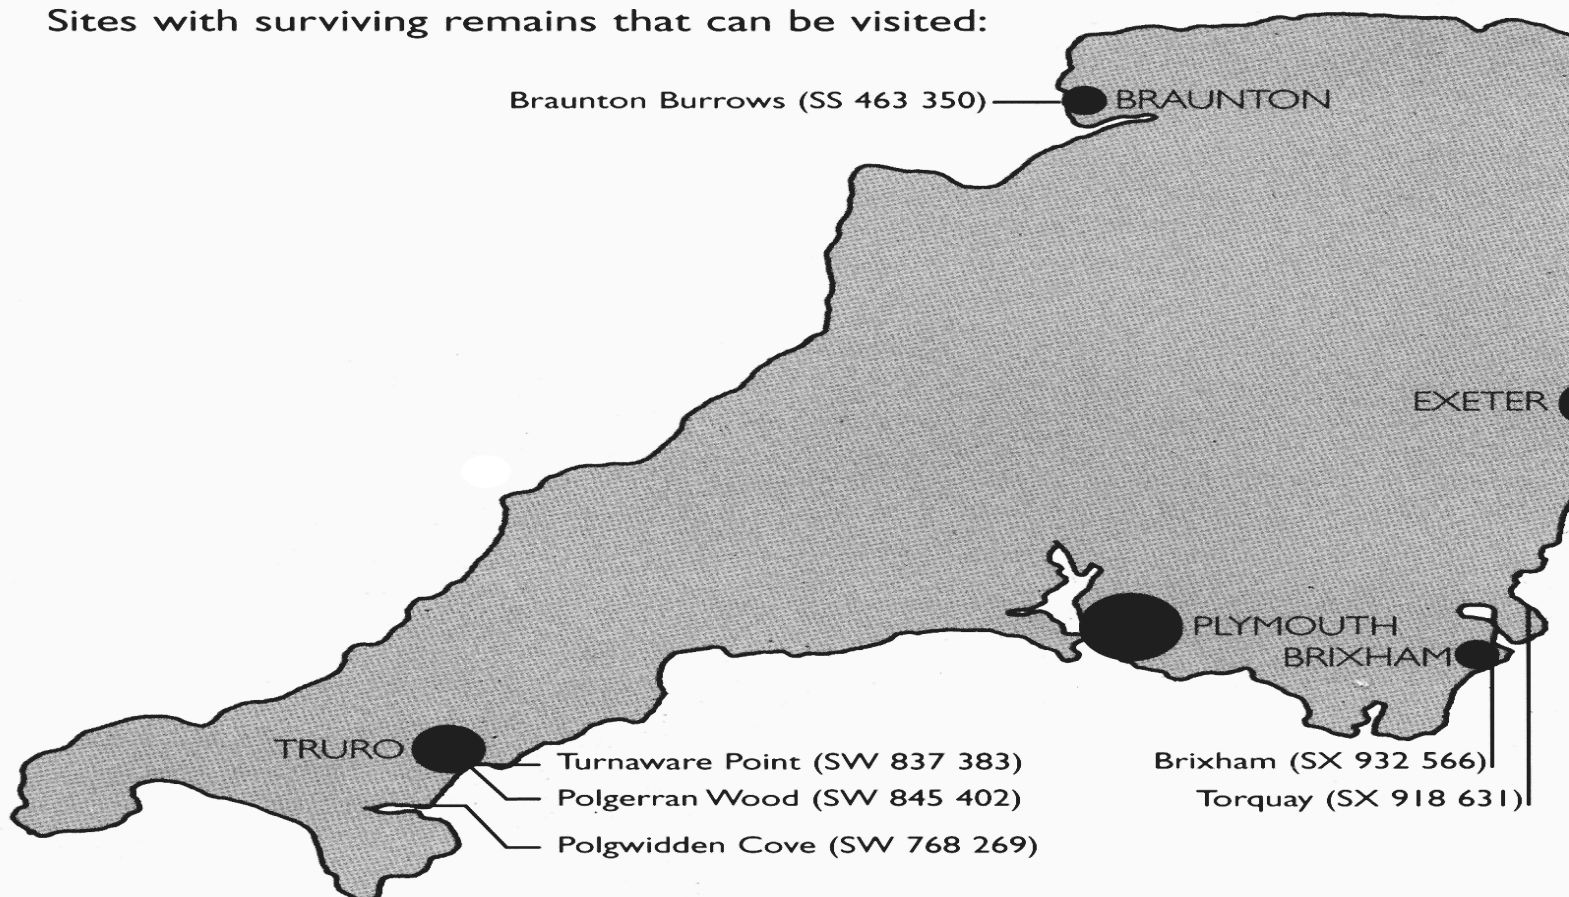 Sites with surviving remains that can be visited:
Braunton Burrows (SS 463 350)
BRAUNTON
EXETER
PLYMOUTH
BRIXHAM
TRURO
Turnaware Point (SW 837 383)
Polgerran Wood (SW 845 402)
Polgwidden Cove (SW 768 269)
Brixham (SX 932 566)
Torquay (SX 918 631)